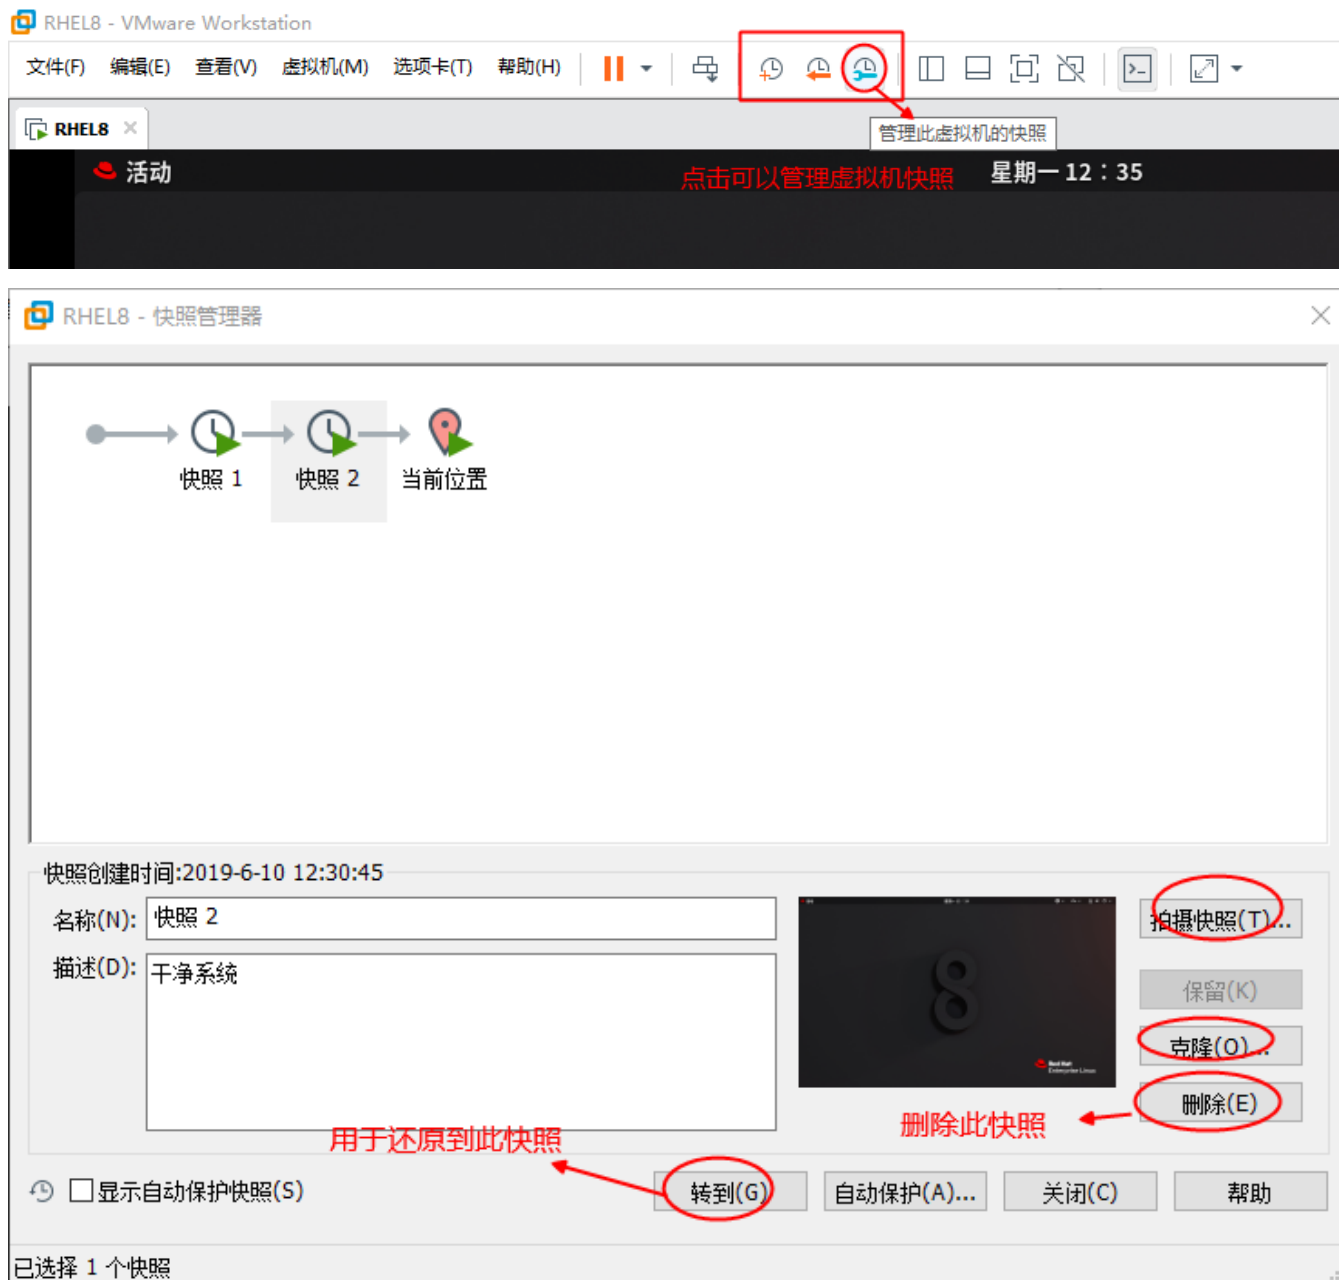 RHEL8 - VMware Workstation
文件(F) 编辑(E) 查看(V) 虚拟机(M) 选项卡(T) 帮助(H)
RHEL8
管理此虚拟机的快照
活动
点击可以管理虚拟机快照
星期一 12：35
RHEL8 - 快照管理器
快照 1
快照 2
当前位置
快照创建时间:2019-6-10 12:30:45
名称(N): 快照 2
拍摄快照(T)...
描述(D): 干净系统
8
保留(K)
克隆(O)...
Red Hat
Enterprise Linux
删除(E)
删除此快照
用于还原到此快照
显示自动保护快照(S)
转到(G)
自动保护(A)...
关闭(C)
帮助
已选择 1 个快照